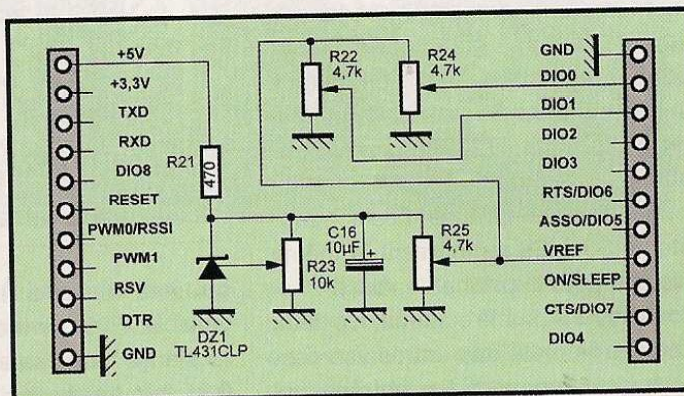 +5V
+3,3V
TXD
RXD
DIO8
RESET
PWM0/RSSI
PWM1
RSV
DTR
GND
R21
470
DZ1
TL431CLP
R23
10k
C16
10µF
+
R22
4,7k
R24
4,7k
R25
4,7k
GND
DIO0
DIO1
DIO2
DIO3
RTS/DIO6
ASSO/DIO5
VREF
ON/SLEEP
CTS/DIO7
DIO4